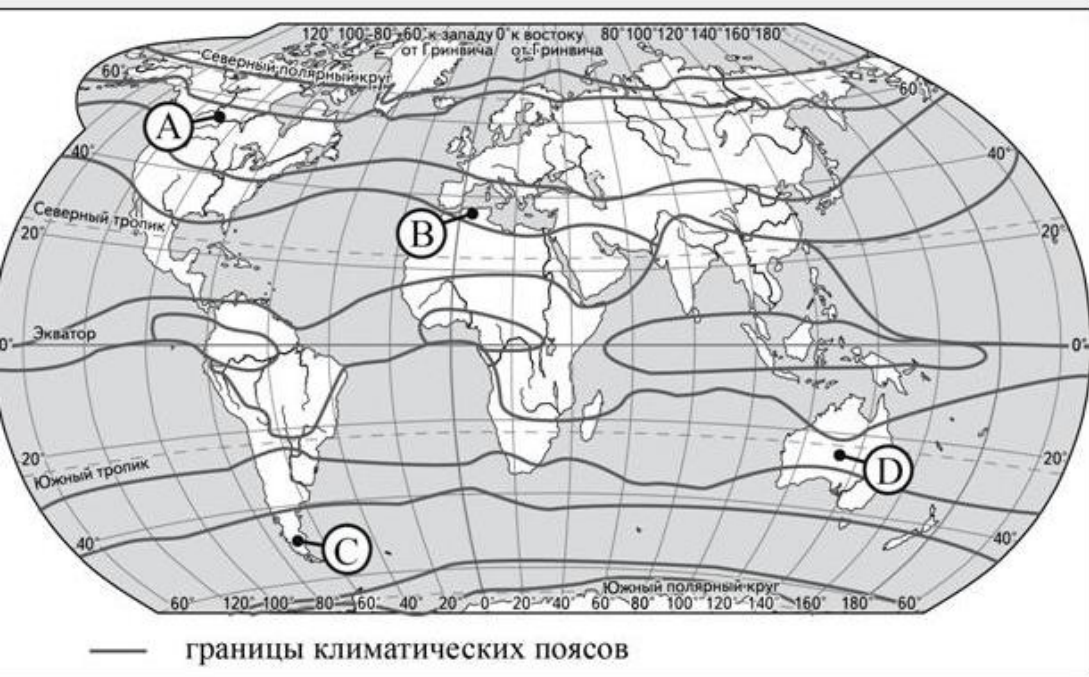 120° 100° 80° 60° к западу 0° к востоку 80° 100° 120° 140° 160° 180°
от Гринвича от Гринвича
Северный полярный круг
60° 60°
A
40° 40°
Северный тропик
B
20° 20°
Экватор
0° 0°
D
20° 20°
Южный тропик
40° 40°
C
Южный полярный круг
60° 120° 100° 80° 60° 40° 20° 0° 20° 40° 60° 80° 100° 120° 140° 160° 180° 60°
границы климатических поясов